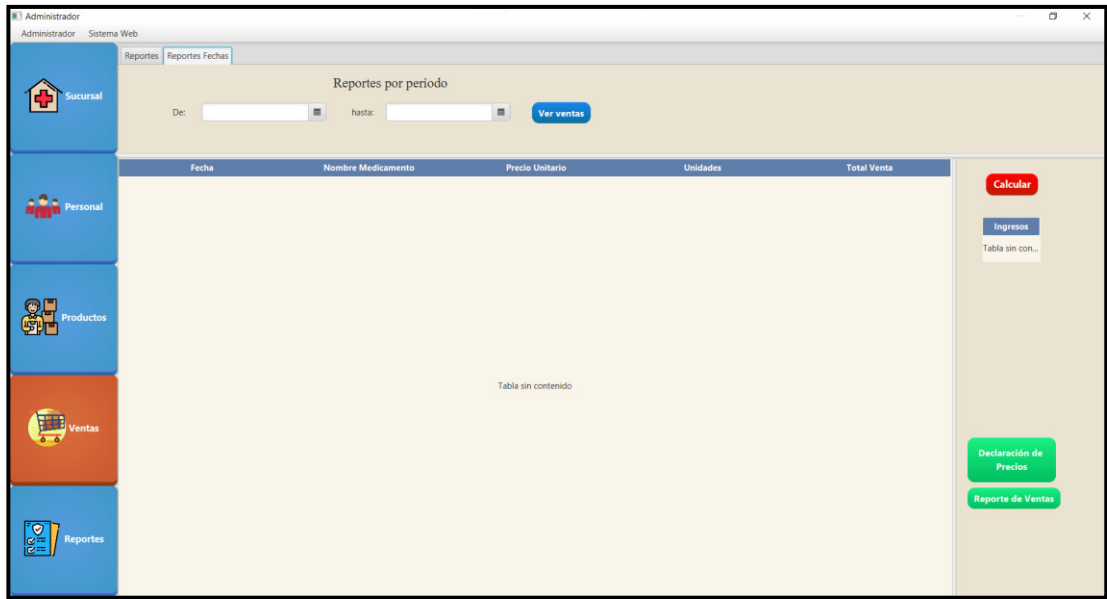 Administrador
Administrador Sistema Web
Reportes Reportes Fechas
Reportes por periodo
De: hasta: Ver ventas
Sucursal
Personal
Productos
Ventas
Reportes
Fecha Nombre Medicamento Precio Unitario Unidades Total Venta
Tabla sin contenido
Calcular
Ingresos
Tabla sin con...
Declaración de
Precios
Reporte de Ventas